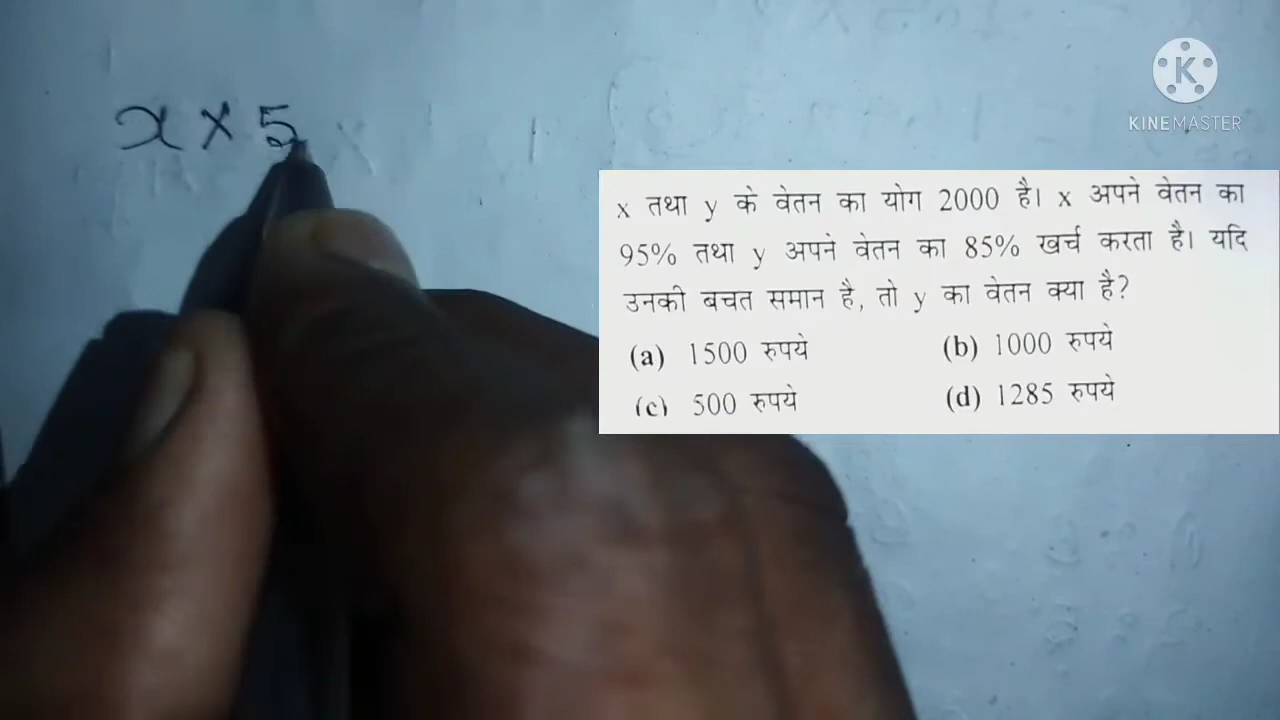 x × 5
KINEMASTER
x तथा y के वेतन का योग 2000 है। x अपने वेतन का
95% तथा y अपने वेतन का 85% खर्च करता है। यदि
उनकी बचत समान है, तो y का वेतन क्या है?
(a) 1500 रुपये (b) 1000 रुपये
(c) 500 रुपये (d) 1285 रुपये